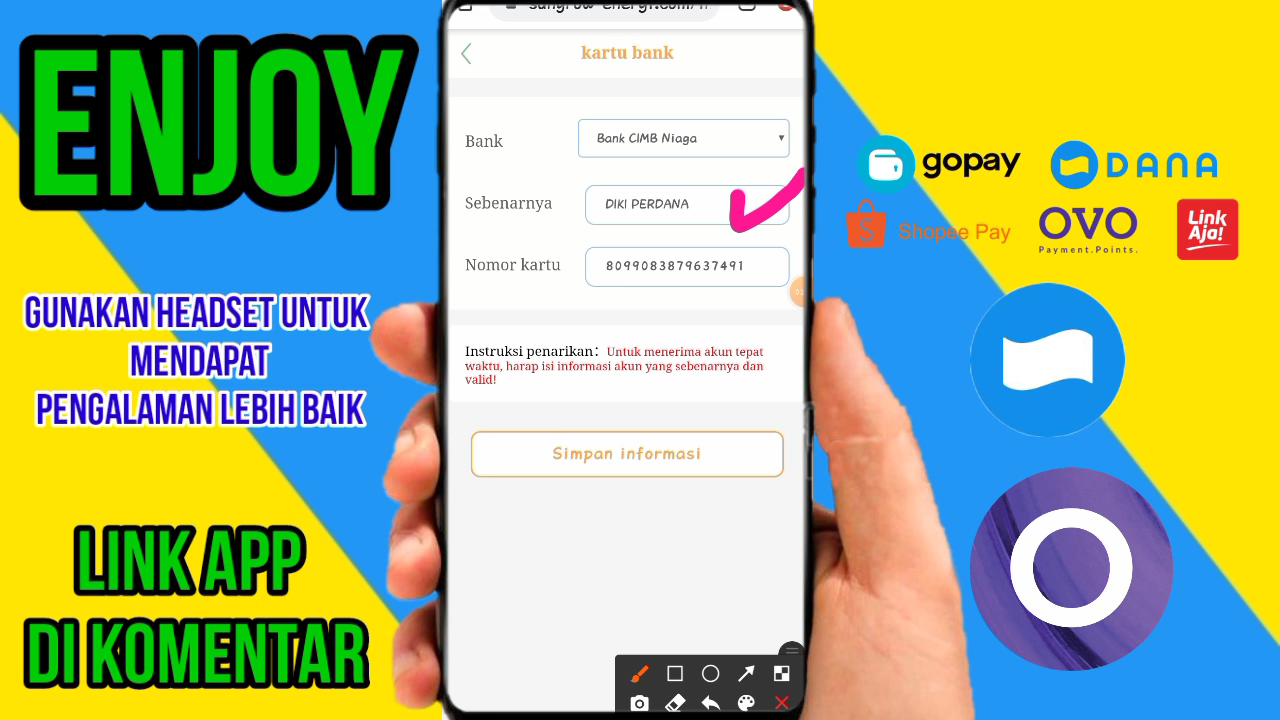 ENJOY
GUNAKAN HEADSET UNTUK
MENDAPAT
PENGALAMAN LEBIH BAIK
LINK APP
DI KOMENTAR
kartu bank
Bank
Bank CIMB Niaga
Sebenarnya
DIKI PERDANA
Nomor kartu
8099083879637491
Instruksi penarikan： Untuk menerima akun tepat
waktu, harap isi informasi akun yang sebenarnya dan
valid!
Simpan informasi
gopay
DANA
Shopee Pay
OVO
Payment.Points.
Link
Aja!